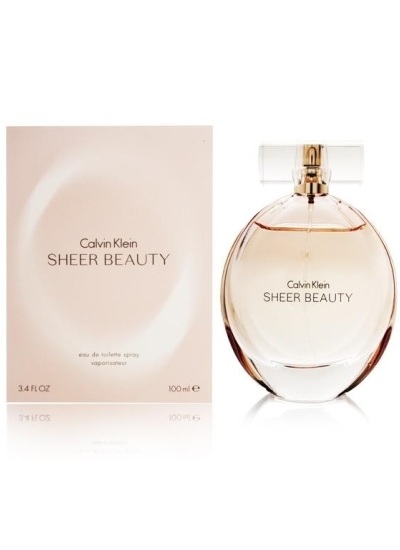 Calvin Klein
SHEER BEAUTY
eau de toilette spray
vaporisateur
3.4 FL OZ
100 ml ℮
Calvin Klein
SHEER BEAUTY